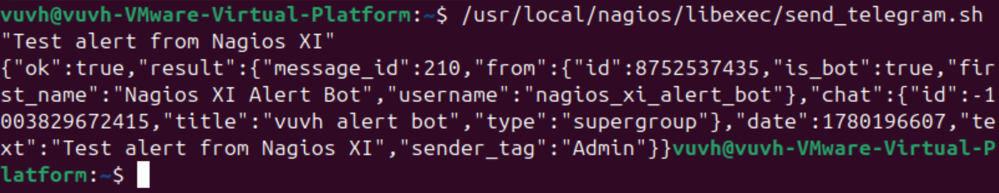 vuvh@vuvh-VMware-Virtual-Platform:~$ /usr/local/nagios/libexec/send_telegram.sh
"Test alert from Nagios XI"
{"ok":true,"result":{"message_id":210,"from":{"id":8752537435,"is_bot":true,"fir
st_name":"Nagios XI Alert Bot","username":"nagios_xi_alert_bot"},"chat":{"id":-1
003829672415,"title":"vuvh alert bot","type":"supergroup"},"date":1780196607,"te
xt":"Test alert from Nagios XI","sender_tag":"Admin"}}vuvh@vuvh-VMware-Virtual-P
latform:~$